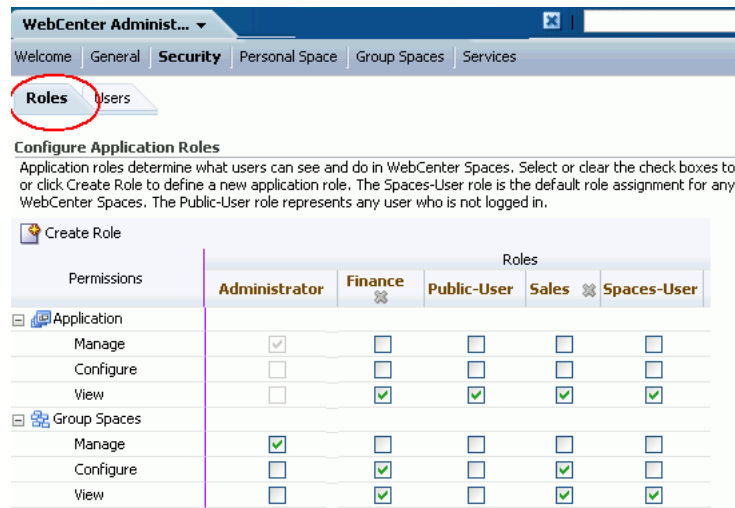 WebCenter Administ...
Welcome General Security Personal Space Group Spaces Services
Roles Users
Configure Application Roles
Application roles determine what users can see and do in WebCenter Spaces. Select or clear the check boxes to
or click Create Role to define a new application role. The Spaces-User role is the default role assignment for any
WebCenter Spaces. The Public-User role represents any user who is not logged in.
Create Role
Roles
Permissions
Administrator Finance Public-User Sales Spaces-User
Application
Manage
Configure
View
Group Spaces
Manage
Configure
View